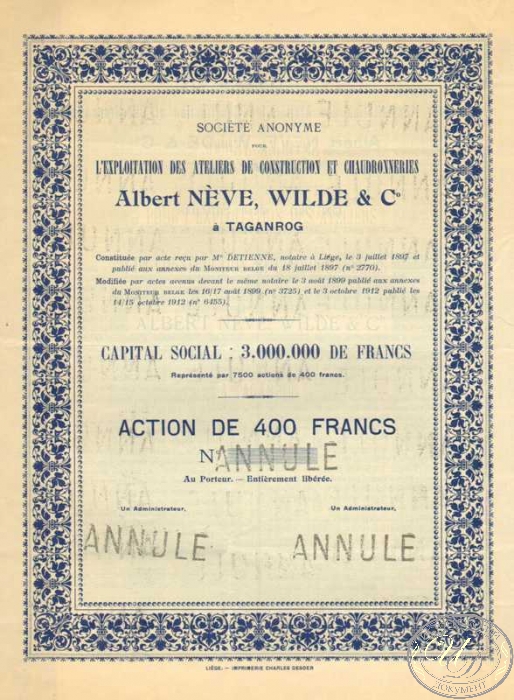 SOCIÉTÉ ANONYME
POUR
L'EXPLOITATION DES ATELIERS DE CONSTRUCTION ET CHAUDRONNERIES
Albert NÈVE, WILDE & Cº
à TAGANROG
Constituée par acte reçu par Mº DETIENNE, notaire à Liége, le 3 juillet 1897 et
publié aux annexes du MONITEUR BELGE du 18 juillet 1897 (nº 2770).
Modifiée par actes avenus devant le même notaire le 3 août 1899 publié aux annexes
du MONITEUR BELGE les 16/17 août 1899 (nº 3725) et le 3 octobre 1912 publié les
14/15 octobre 1912 (nº 6455).
CAPITAL SOCIAL : 3.000.000 DE FRANCS
Représenté par 7500 actions de 400 francs.
ACTION DE 400 FRANCS
Nº ANNULÉ
Au Porteur. — Entièrement libérée.
Un Administrateur, Un Administrateur,
ANNULÉ ANNULÉ
LIÉGE. — IMPRIMERIE CHARLES DESOER
ДОКУМЕНТ